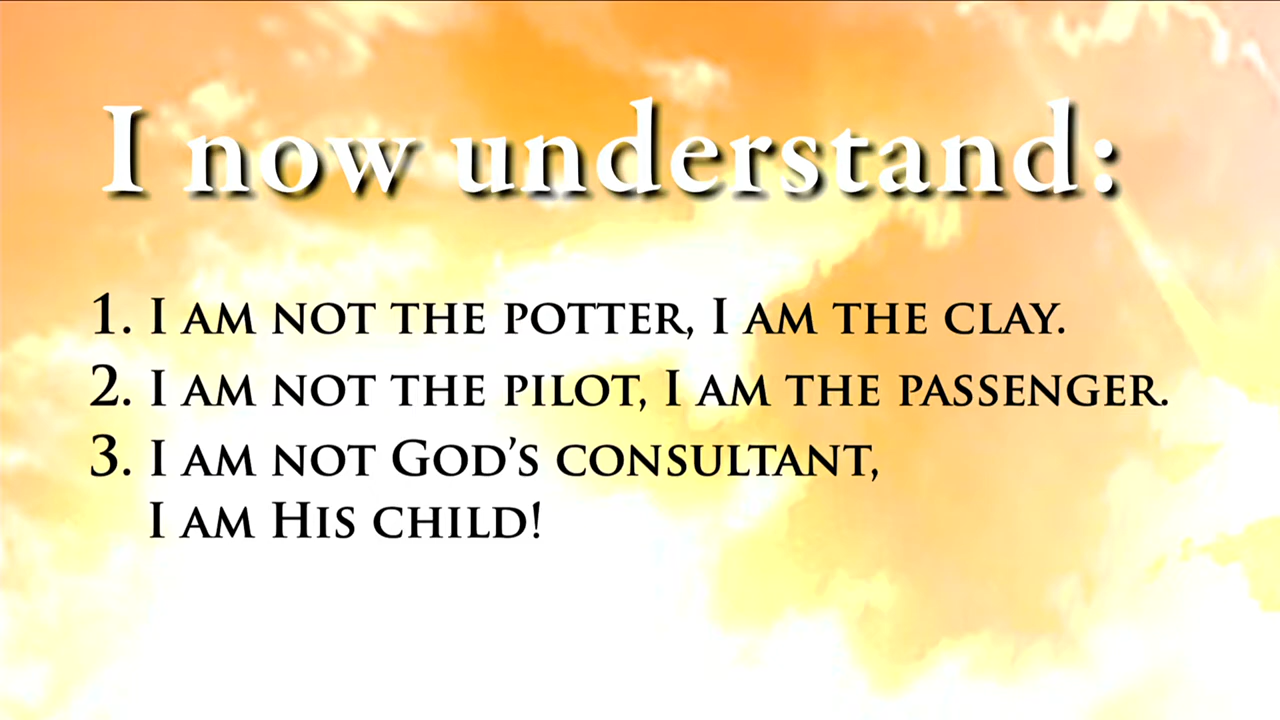 I now understand:
1. I AM NOT THE POTTER, I AM THE CLAY.
2. I AM NOT THE PILOT, I AM THE PASSENGER.
3. I AM NOT GOD'S CONSULTANT,
I AM HIS CHILD!